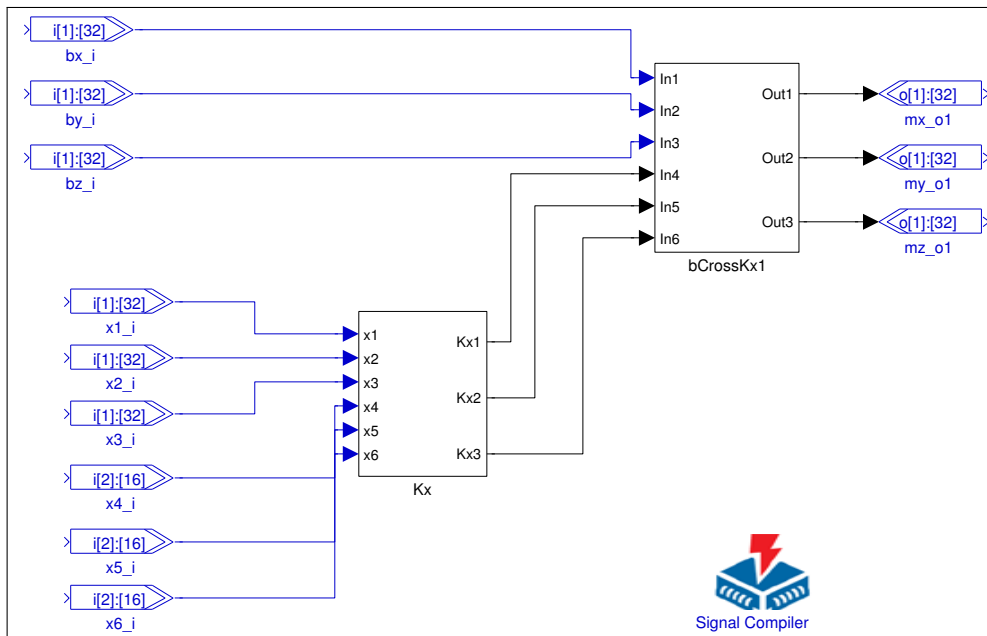 i[1]:[32]
bx_i
i[1]:[32]
by_i
i[1]:[32]
bz_i
In1
In2
In3
In4
In5
In6
Out1
Out2
Out3
bCrossKx1
o[1]:[32]
mx_o1
o[1]:[32]
my_o1
o[1]:[32]
mz_o1
i[1]:[32]
x1_i
i[1]:[32]
x2_i
i[1]:[32]
x3_i
i[2]:[16]
x4_i
i[2]:[16]
x5_i
i[2]:[16]
x6_i
x1
x2
x3
x4
x5
x6
Kx1
Kx2
Kx3
Kx
Signal Compiler